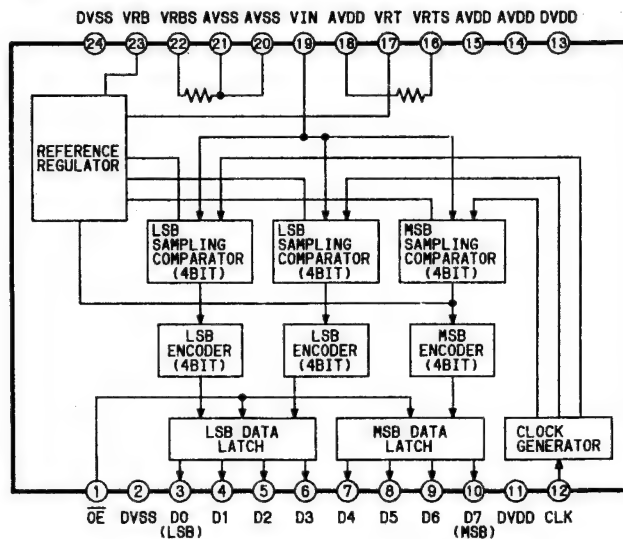 DVSS VRB VRBS AVSS AVSS VIN AVDD VRT VRTS AVDD AVDD DVDD
24 23 22 21 20 19 18 17 16 15 14 13
REFERENCE
REGULATOR
LSB
SAMPLING
COMPARATOR
(4BIT)
LSB
SAMPLING
COMPARATOR
(4BIT)
MSB
SAMPLING
COMPARATOR
(4BIT)
LSB
ENCODER
(4BIT)
LSB
ENCODER
(4BIT)
MSB
ENCODER
(4BIT)
LSB DATA
LATCH
MSB DATA
LATCH
CLOCK
GENERATOR
1 2 3 4 5 6 7 8 9 10 11 12
OE DVSS D0 D1 D2 D3 D4 D5 D6 D7 DVDD CLK
(LSB) (MSB)